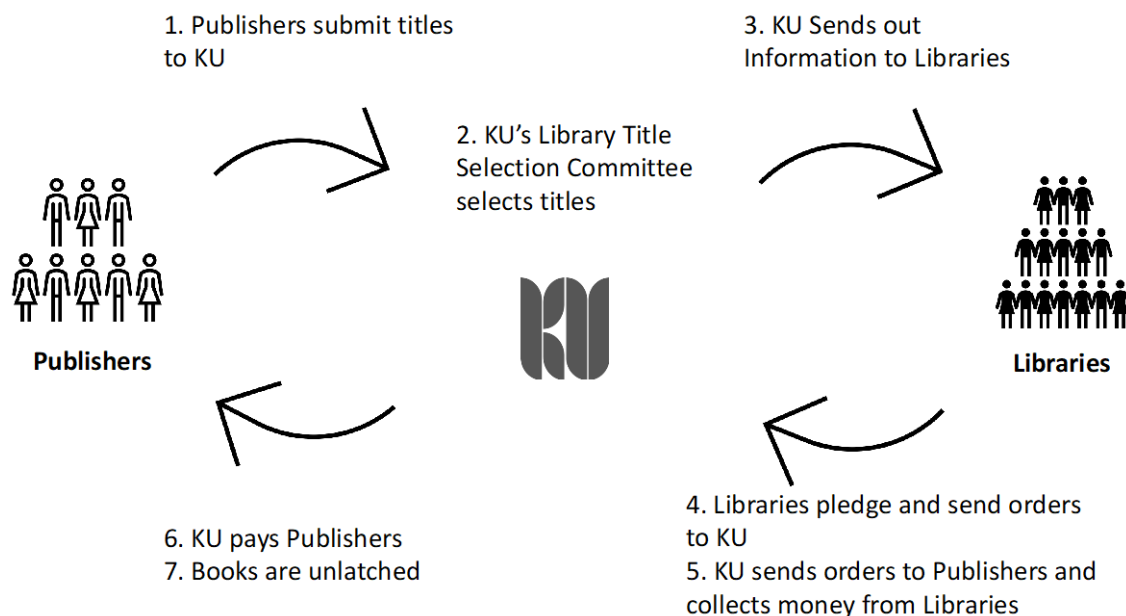 1. Publishers submit titles
to KU
3. KU Sends out
Information to Libraries
2. KU’s Library Title
Selection Committee
selects titles
KU
Publishers
Libraries
4. Libraries pledge and send orders
to KU
5. KU sends orders to Publishers and
collects money from Libraries
6. KU pays Publishers
7. Books are unlatched